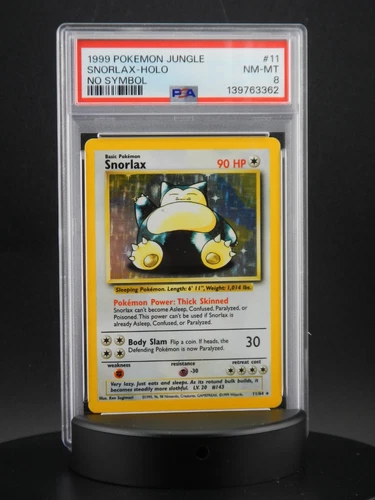 1999 POKEMON JUNGLE #11
SNORLAX-HOLO NM-MT
NO SYMBOL 8
PSA 139763362
Basic Pokémon
Snorlax 90 HP
Sleeping Pokémon. Length: 6' 11", Weight: 1,014 lbs.
Pokémon Power: Thick Skinned
Snorlax can't become Asleep, Confused, Paralyzed, or
Poisoned. This power can't be used if Snorlax is
already Asleep, Confused, or Paralyzed.
Body Slam Flip a coin. If heads, the 30
Defending Pokémon is now Paralyzed.
weakness resistance retreat cost
-30
Very lazy. Just eats and sleeps. As its rotund bulk builds, it
becomes steadily more slothful. LV. 20 #143
Illus. Ken Sugimori 11/64